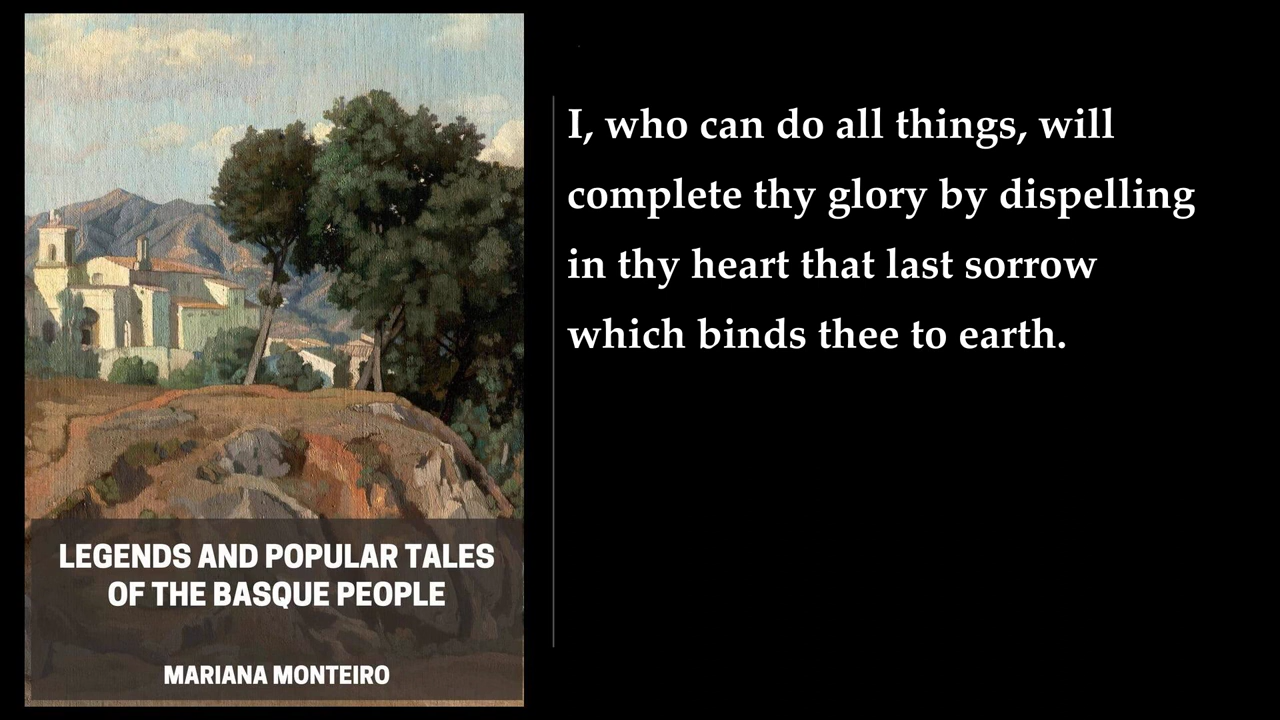 LEGENDS AND POPULAR TALES
OF THE BASQUE PEOPLE
MARIANA MONTEIRO
I, who can do all things, will
complete thy glory by dispelling
in thy heart that last sorrow
which binds thee to earth.